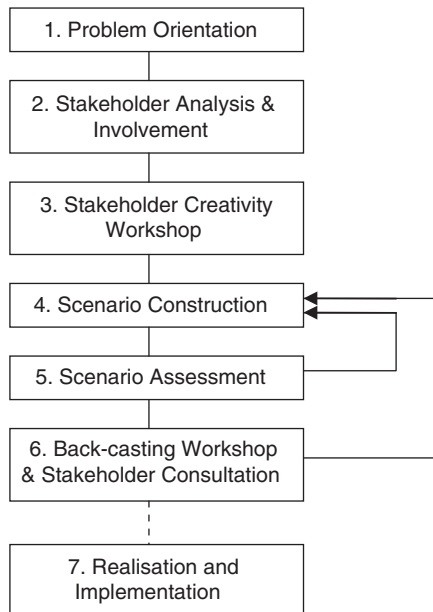 1. Problem Orientation
2. Stakeholder Analysis &
Involvement
3. Stakeholder Creativity
Workshop
4. Scenario Construction
5. Scenario Assessment
6. Back-casting Workshop
& Stakeholder Consultation
7. Realisation and
Implementation